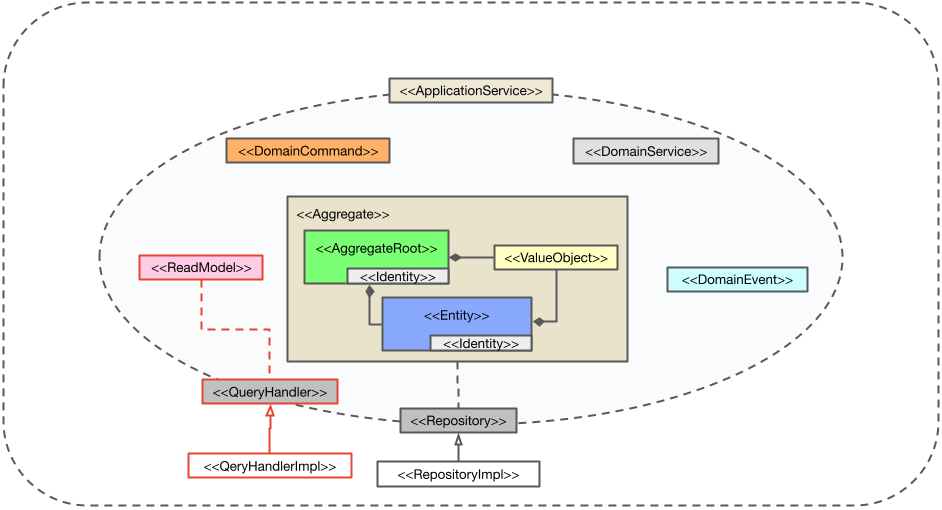 <<ApplicationService>>
<<DomainCommand>>
<<DomainService>>
<<Aggregate>>
<<AggregateRoot>>
<<Identity>>
<<ValueObject>>
<<ReadModel>>
<<DomainEvent>>
<<Entity>>
<<Identity>>
<<QueryHandler>>
<<Repository>>
<<QeryHandlerImpl>>
<<RepositoryImpl>>